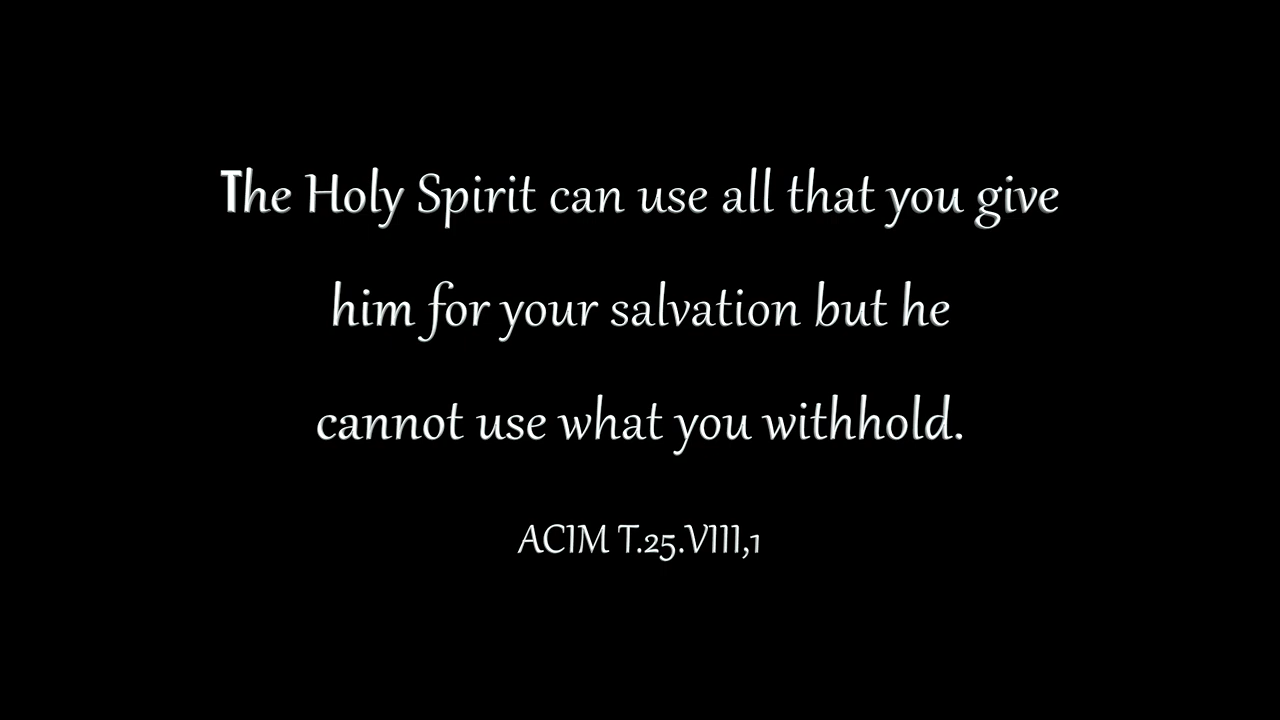 The Holy Spirit can use all that you give
him for your salvation but he
cannot use what you withhold.
ACIM T.25.VIII,1